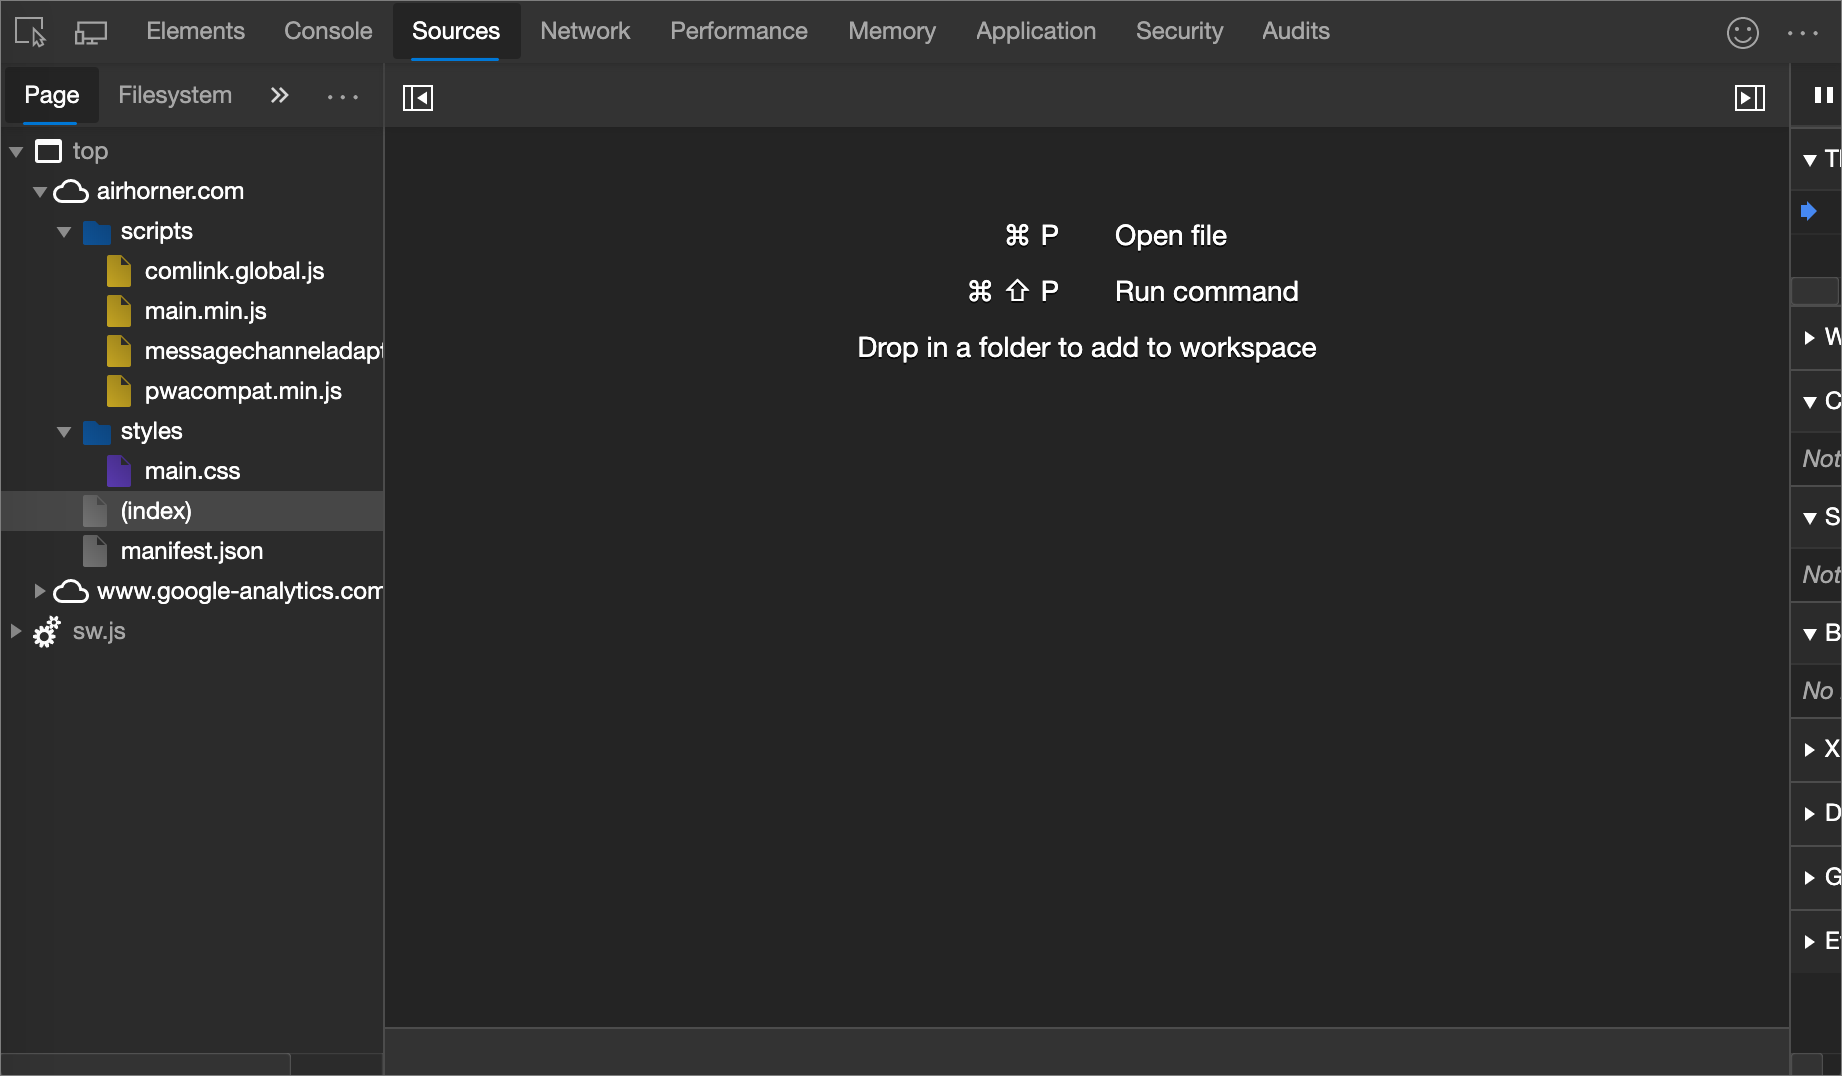 Elements Console Sources Network Performance Memory Application Security Audits
Page Filesystem
top
airhorner.com
scripts
comlink.global.js
main.min.js
messagechanneladapt
pwacompat.min.js
styles
main.css
(index)
manifest.json
www.google-analytics.com
sw.js
⌘ P Open file
⌘ ⇧ P Run command
Drop in a folder to add to workspace
W
C
Not
S
Not
B
No
X
D
G